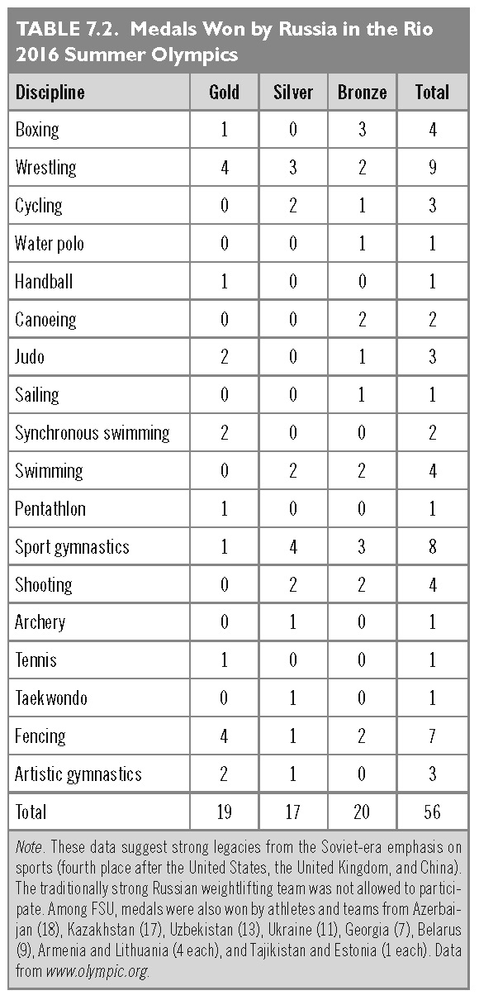 TABLE 7.2. Medals Won by Russia in the Rio
2016 Summer Olympics
Discipline Gold Silver Bronze Total
Boxing 1 0 3 4
Wrestling 4 3 2 9
Cycling 0 2 1 3
Water polo 0 0 1 1
Handball 1 0 0 1
Canoeing 0 0 2 2
Judo 2 0 1 3
Sailing 0 0 1 1
Synchronous swimming 2 0 0 2
Swimming 0 2 2 4
Pentathlon 1 0 0 1
Sport gymnastics 1 4 3 8
Shooting 0 2 2 4
Archery 0 1 0 1
Tennis 1 0 0 1
Taekwondo 0 1 0 1
Fencing 4 1 2 7
Artistic gymnastics 2 1 0 3
Total 19 17 20 56
Note. These data suggest strong legacies from the Soviet-era emphasis on
sports (fourth place after the United States, the United Kingdom, and China).
The traditionally strong Russian weightlifting team was not allowed to partici-
pate. Among FSU, medals were also won by athletes and teams from Azerbai-
jan (18), Kazakhstan (17), Uzbekistan (13), Ukraine (11), Georgia (7), Belarus
(9), Armenia and Lithuania (4 each), and Tajikistan and Estonia (1 each). Data
from www.olympic.org.